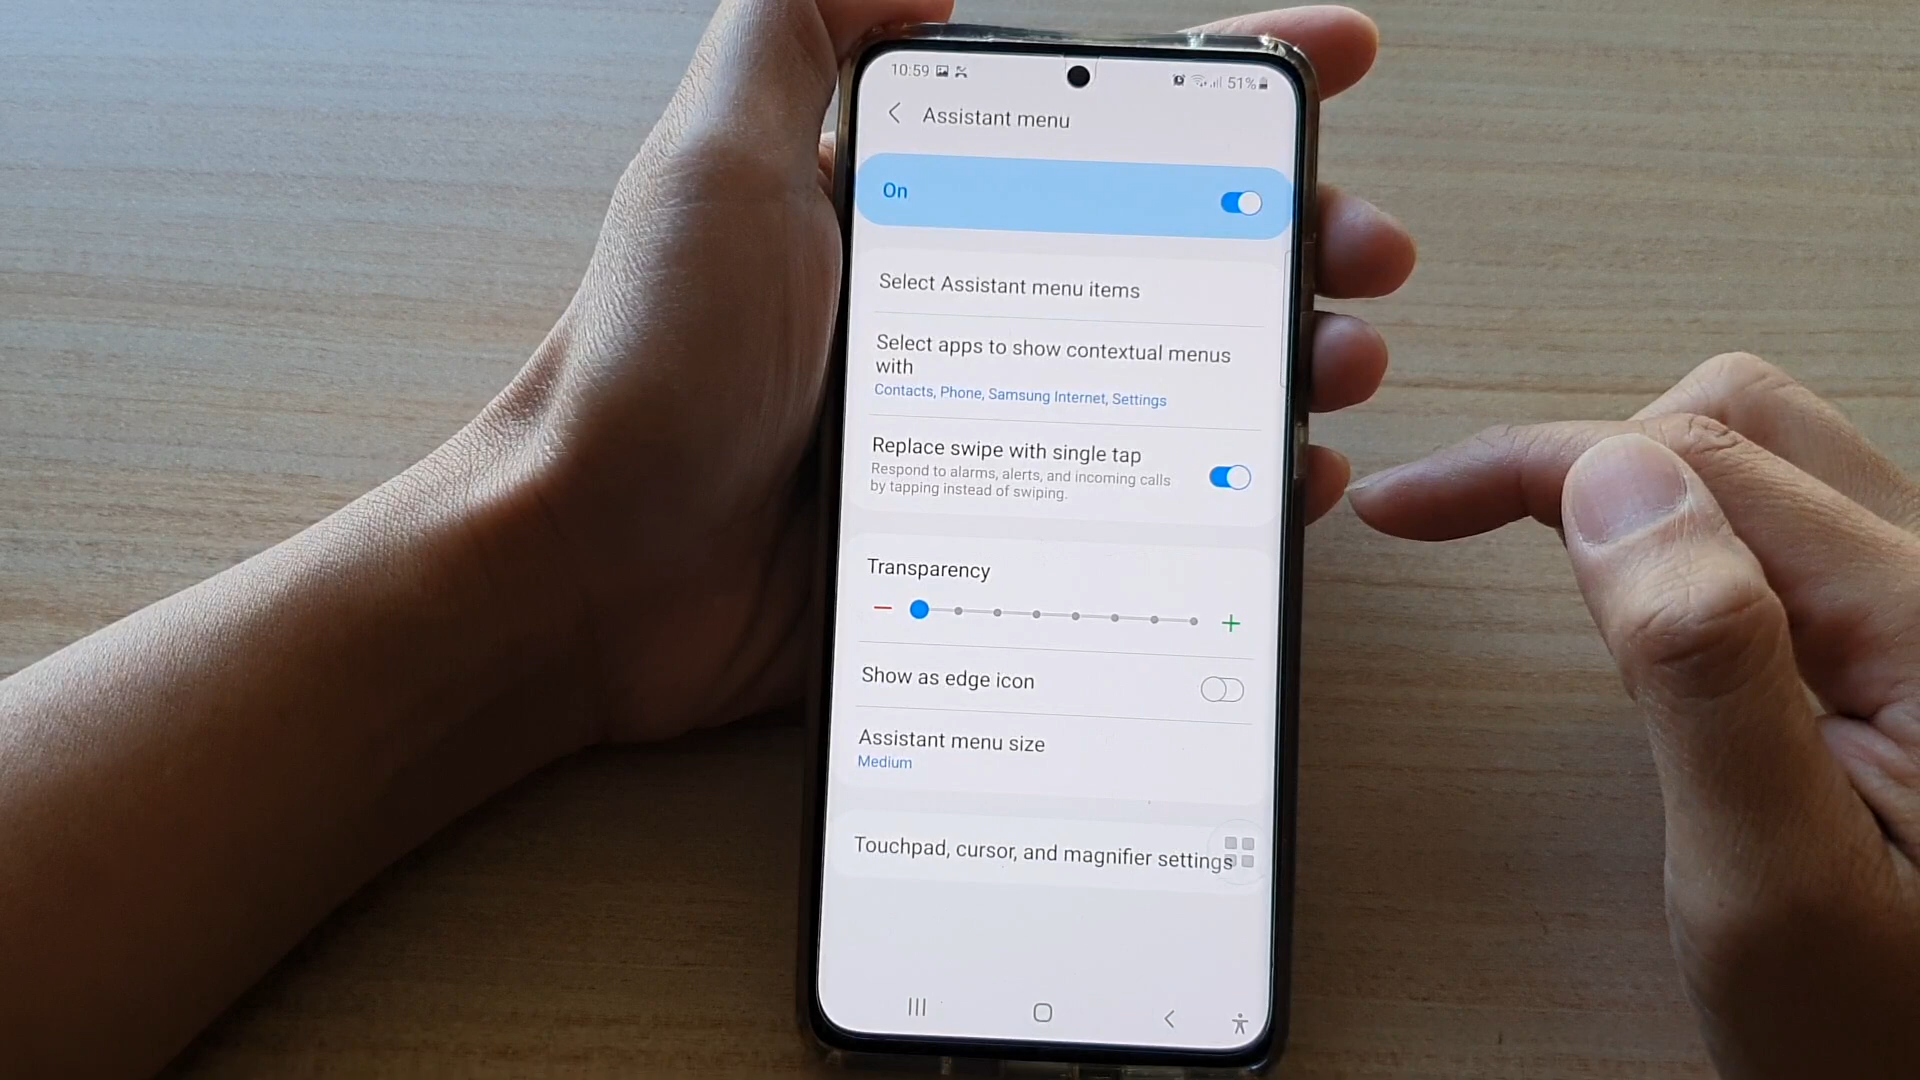 10:59
51%
Assistant menu
On
Select Assistant menu items
Select apps to show contextual menus
with
Contacts, Phone, Samsung Internet, Settings
Replace swipe with single tap
Respond to alarms, alerts, and incoming calls
by tapping instead of swiping.
Transparency
Show as edge icon
Assistant menu size
Medium
Touchpad, cursor, and magnifier settings